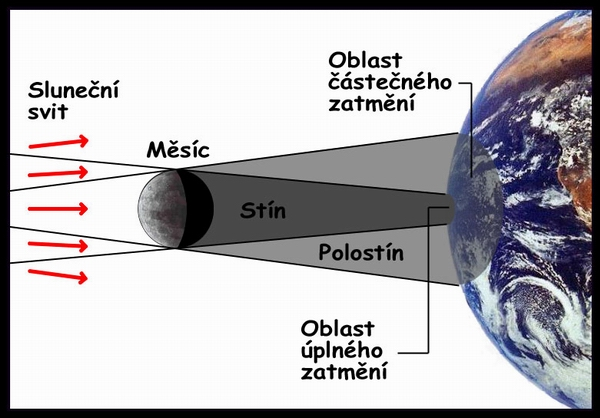 Sluneční
svit
Měsíc
Oblast
částečného
zatmění
Stín
Polostín
Oblast
úplného
zatmění